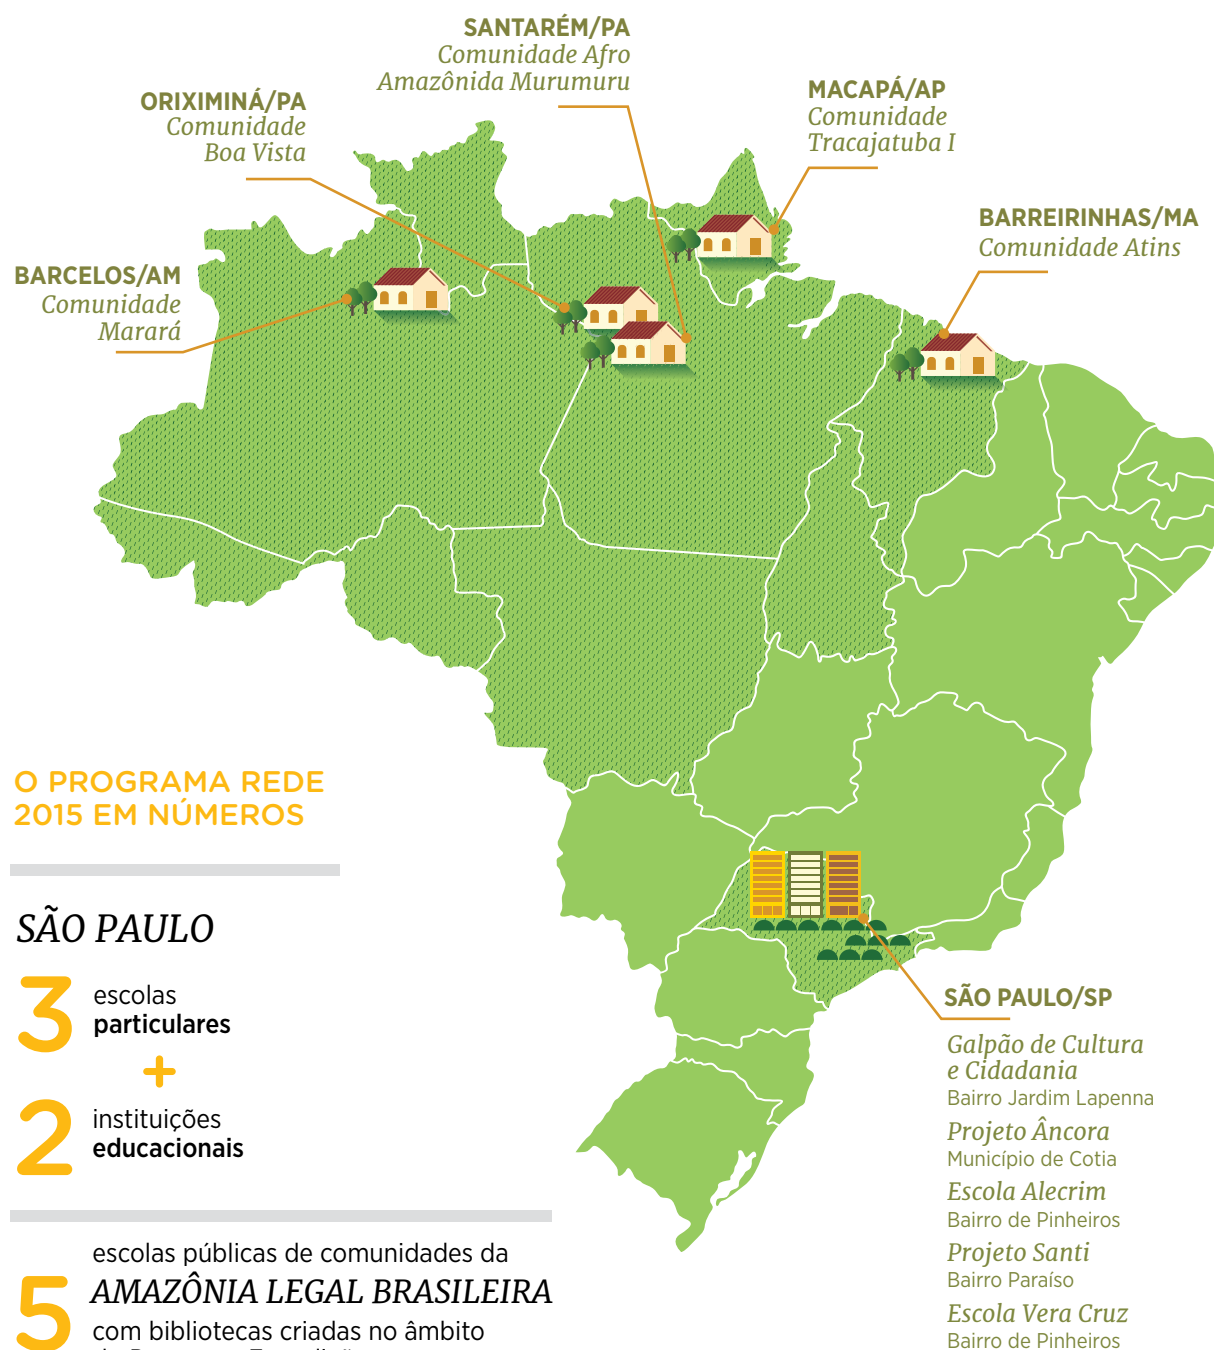 SANTARÉM/PA
Comunidade Afro
Amazônida Murumuru
ORIXIMINÁ/PA
Comunidade
Boa Vista
MACAPÁ/AP
Comunidade
Tracajatuba I
BARREIRINHAS/MA
Comunidade Atins
BARCELOS/AM
Comunidade
Marará
O PROGRAMA REDE
2015 EM NÚMEROS
SÃO PAULO
3 escolas
particulares
+
2 instituições
educacionais
5 escolas públicas de comunidades da
AMAZÔNIA LEGAL BRASILEIRA
com bibliotecas criadas no âmbito
SÃO PAULO/SP
Galpão de Cultura
e Cidadania
Bairro Jardim Lapenna
Projeto Âncora
Município de Cotia
Escola Alecrim
Bairro de Pinheiros
Projeto Santi
Bairro Paraíso
Escola Vera Cruz
Bairro de Pinheiros